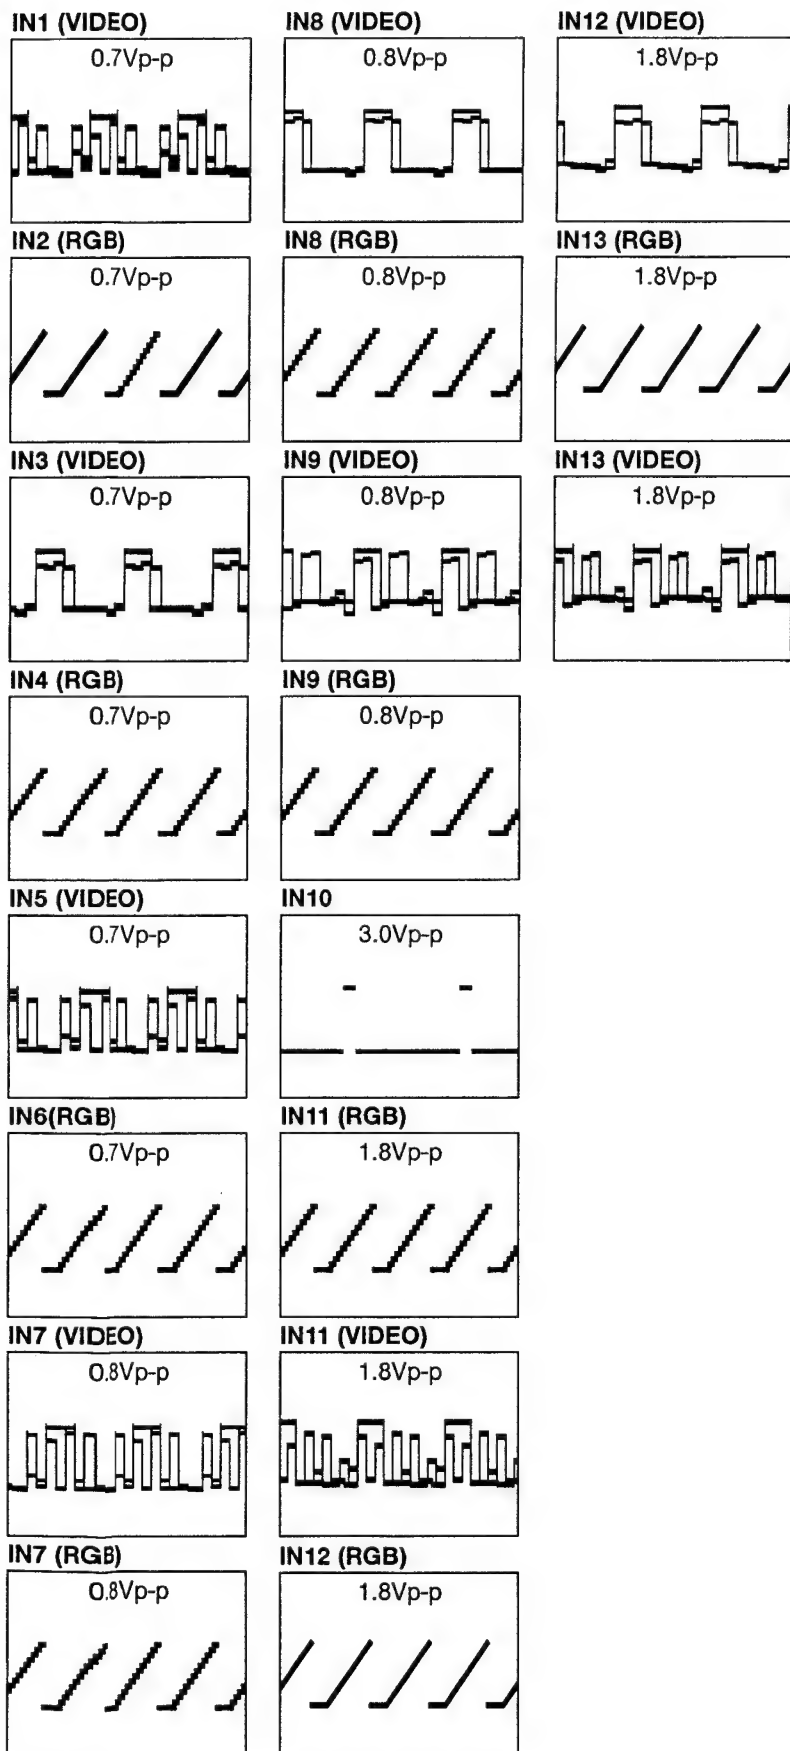 IN1 (VIDEO)
0.7Vp-p
IN2 (RGB)
0.7Vp-p
IN3 (VIDEO)
0.7Vp-p
IN4 (RGB)
0.7Vp-p
IN5 (VIDEO)
0.7Vp-p
IN6(RGB)
0.7Vp-p
IN7 (VIDEO)
0.8Vp-p
IN7 (RGB)
0.8Vp-p
IN8 (VIDEO)
0.8Vp-p
IN8 (RGB)
0.8Vp-p
IN9 (VIDEO)
0.8Vp-p
IN9 (RGB)
0.8Vp-p
IN10
3.0Vp-p
IN11 (RGB)
1.8Vp-p
IN11 (VIDEO)
1.8Vp-p
IN12 (RGB)
1.8Vp-p
IN12 (VIDEO)
1.8Vp-p
IN13 (RGB)
1.8Vp-p
IN13 (VIDEO)
1.8Vp-p